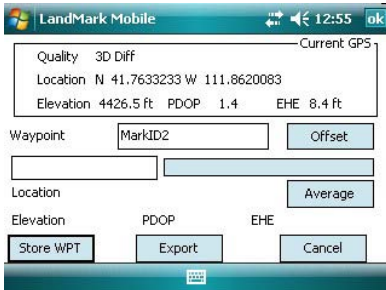 LandMark Mobile 12:55 ok
Current GPS
Quality 3D Diff
Location N 41.7633233 W 111.8620083
Elevation 4426.5 ft PDOP 1.4 EHE 8.4 ft
Waypoint MarkID2 Offset
Location Average
Elevation PDOP EHE
Store WPT Export Cancel